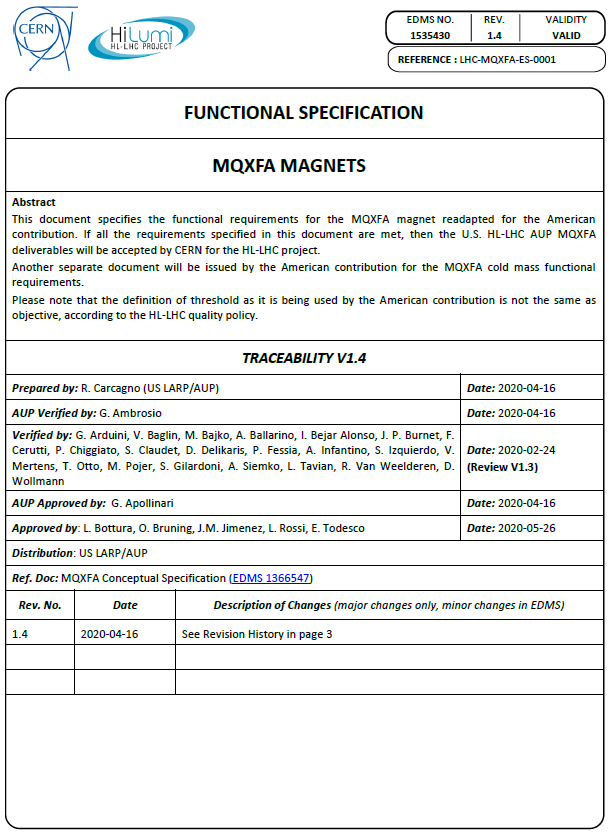 CERN
HiLumi
HL-LHC PROJECT
EDMS NO. REV. VALIDITY
1535430 1.4 VALID
REFERENCE : LHC-MQXFA-ES-0001
FUNCTIONAL SPECIFICATION
MQXFA MAGNETS
Abstract
This document specifies the functional requirements for the MQXFA magnet readapted for the American
contribution. If all the requirements specified in this document are met, then the U.S. HL-LHC AUP MQXFA
deliverables will be accepted by CERN for the HL-LHC project.
Another separate document will be issued by the American contribution for the MQXFA cold mass functional
requirements.
Please note that the definition of threshold as it is being used by the American contribution is not the same as
objective, according to the HL-LHC quality policy.
TRACEABILITY V1.4
Prepared by: R. Carcagno (US LARP/AUP) Date: 2020-04-16
AUP Verified by: G. Ambrosio Date: 2020-04-16
Verified by: G. Arduini, V. Baglin, M. Bajko, A. Ballarino, I. Bejar Alonso, J. P. Burnet, F.
Cerutti, P. Chiggiato, S. Claudet, D. Delikaris, P. Fessia, A. Infantino, S. Izquierdo, V.
Mertens, T. Otto, M. Pojer, S. Gilardoni, A. Siemko, L. Tavian, R. Van Weelderen, D.
Wollmann
Date: 2020-02-24
(Review V1.3)
AUP Approved by: G. Apollinari Date: 2020-04-16
Approved by: L. Bottura, O. Bruning, J.M. Jimenez, L. Rossi, E. Todesco Date: 2020-05-26
Distribution: US LARP/AUP
Ref. Doc: MQXFA Conceptual Specification (EDMS 1366547)
Rev. No. Date Description of Changes (major changes only, minor changes in EDMS)
1.4 2020-04-16 See Revision History in page 3